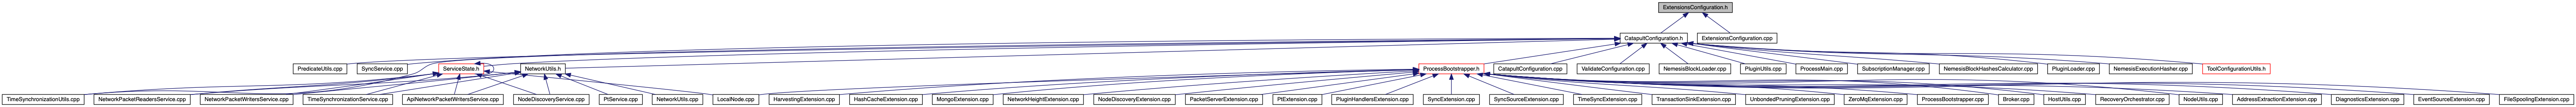 ExtensionsConfiguration.h
CatapultConfiguration.h
ExtensionsConfiguration.cpp
PredicateUtils.cpp
SyncService.cpp
ServiceState.h
NetworkUtils.h
ProcessBootstrapper.h
CatapultConfiguration.cpp
ValidateConfiguration.cpp
NemesisBlockLoader.cpp
PluginUtils.cpp
ProcessMain.cpp
SubscriptionManager.cpp
NemesisBlockHashesCalculator.cpp
PluginLoader.cpp
NemesisExecutionHasher.cpp
ToolConfigurationUtils.h
TimeSynchronizationUtils.cpp
NetworkPacketReadersService.cpp
NetworkPacketWritersService.cpp
TimeSynchronizationService.cpp
ApiNetworkPacketWritersService.cpp
NodeDiscoveryService.cpp
PtService.cpp
NetworkUtils.cpp
LocalNode.cpp
HarvestingExtension.cpp
HashCacheExtension.cpp
MongoExtension.cpp
NetworkHeightExtension.cpp
NodeDiscoveryExtension.cpp
PacketServerExtension.cpp
PtExtension.cpp
PluginHandlersExtension.cpp
SyncExtension.cpp
SyncSourceExtension.cpp
TimeSyncExtension.cpp
TransactionSinkExtension.cpp
UnbondedPruningExtension.cpp
ZeroMqExtension.cpp
ProcessBootstrapper.cpp
Broker.cpp
HostUtils.cpp
RecoveryOrchestrator.cpp
NodeUtils.cpp
AddressExtractionExtension.cpp
DiagnosticsExtension.cpp
EventSourceExtension.cpp
FileSpoolingExtension.cpp